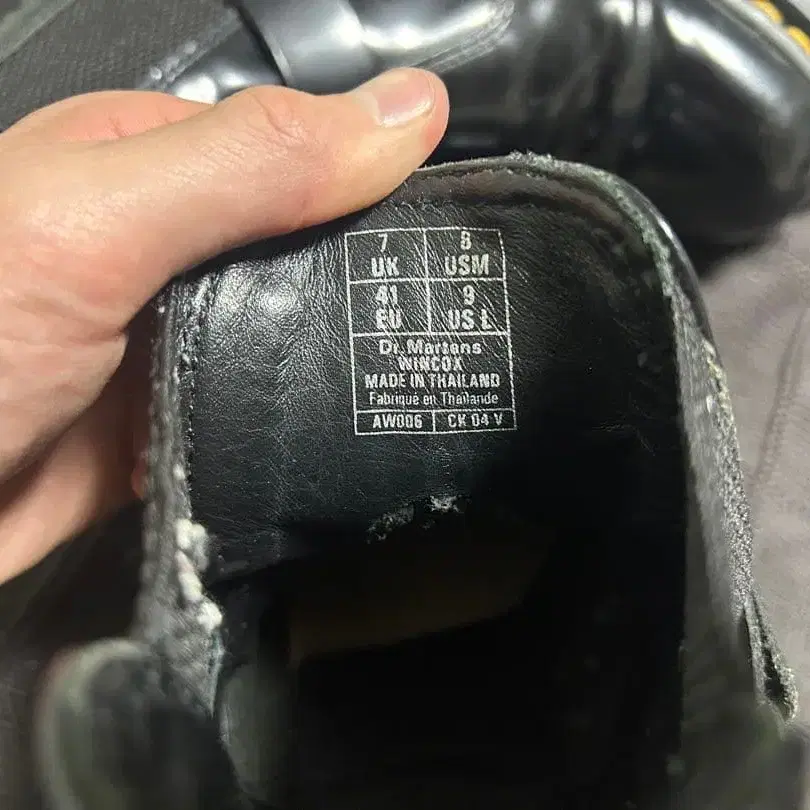 7 8
UK USM
41 9
EU US L
Dr. Martens
WINCOX
MADE IN THAILAND
Fabriqué en Thaïlande
AW006 CK 04 V